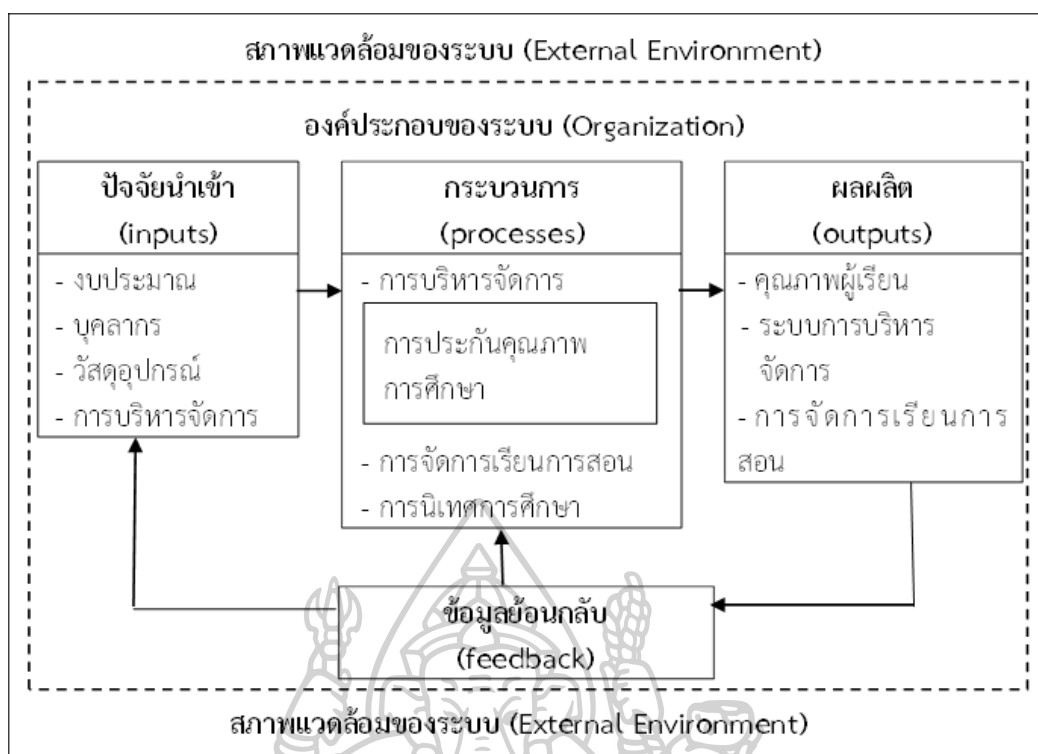 สภาพแวดล้อมของระบบ (External Environment)
องค์ประกอบของระบบ (Organization)
ปัจจัยนำเข้า
(inputs)
- งบประมาณ
- บุคลากร
- วัสดุอุปกรณ์
- การบริหารจัดการ
กระบวนการ
(processes)
- การบริหารจัดการ
การประกันคุณภาพ
การศึกษา
- การจัดการเรียนการสอน
- การนิเทศการศึกษา
ผลผลิต
(outputs)
- คุณภาพผู้เรียน
- ระบบการบริหาร
จัดการ
- การจัดการเรียนการ
สอน
ข้อมูลย้อนกลับ
(feedback)
สภาพแวดล้อมของระบบ (External Environment)